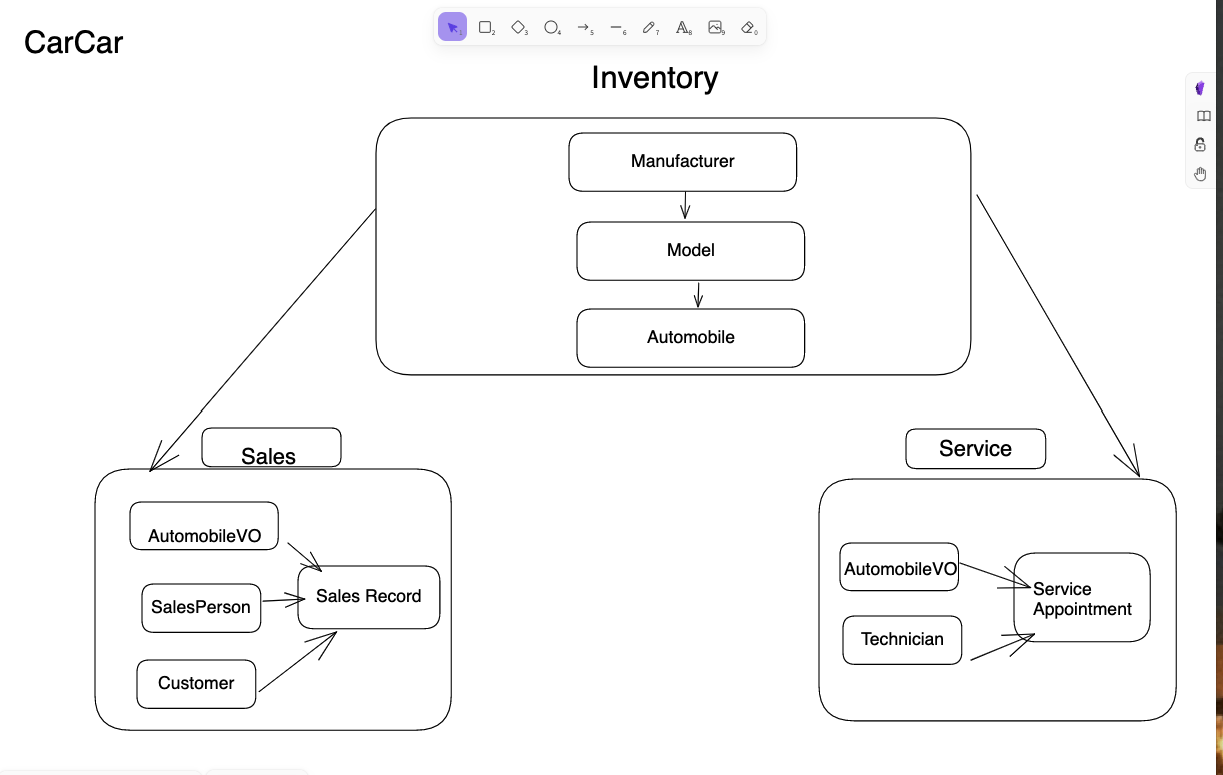 CarCar
1
2
3
4
5
6
7
8
9
0
Inventory
Manufacturer
Model
Automobile
Sales
AutomobileVO
SalesPerson
Customer
Sales Record
Service
AutomobileVO
Technician
Service
Appointment